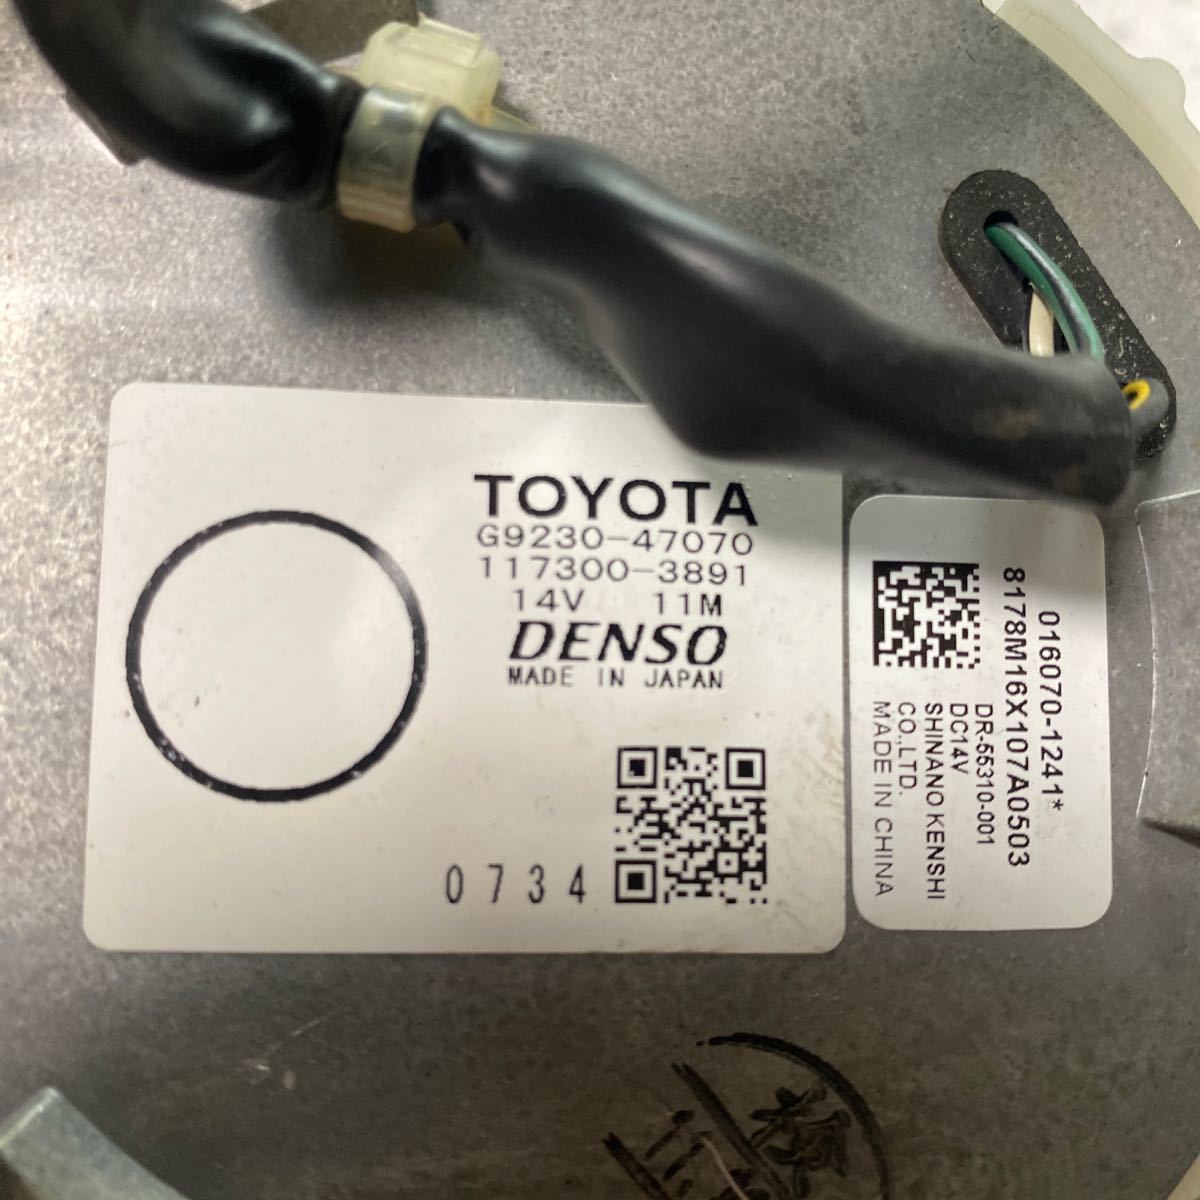 TOYOTA
G9230-47070
117300-3891
14V 11M
DENSO
MADE IN JAPAN
0734
016070-1241*
8178M16X107A0503
DR-55310-001
DC14V
SHINANO KENSHI
CO.,LTD.
MADE IN CHINA